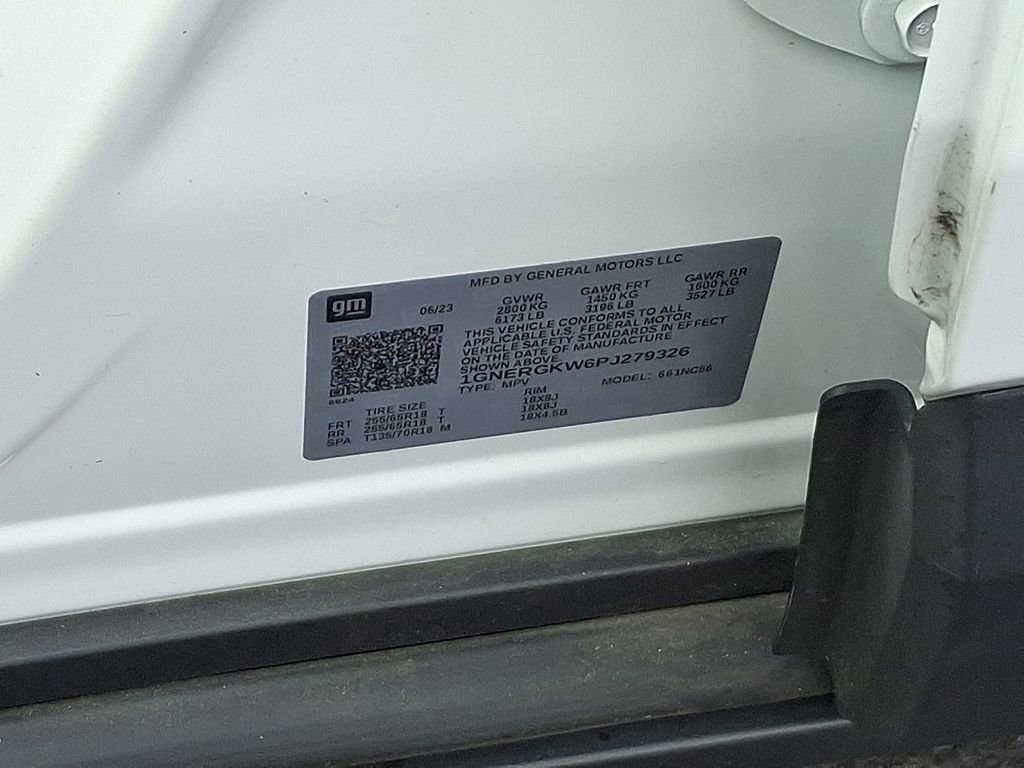 MFD BY GENERAL MOTORS LLC
gm
06/23
GVWR
2800 KG
6173 LB
GAWR FRT
1450 KG
3196 LB
GAWR RR
1600 KG
3527 LB
THIS VEHICLE CONFORMS TO ALL
APPLICABLE U.S. FEDERAL MOTOR
VEHICLE SAFETY STANDARDS IN EFFECT
ON THE DATE OF MANUFACTURE
SHOWN ABOVE.
1GNERGKW6PJ279326
TYPE: MPV
MODEL: 661NC56
6624
TIRE SIZE
RIM
FRT 255/65R18 T 18X8J
RR 255/65R18 T 18X8J
SPA T135/70R18 M 18X4.5B